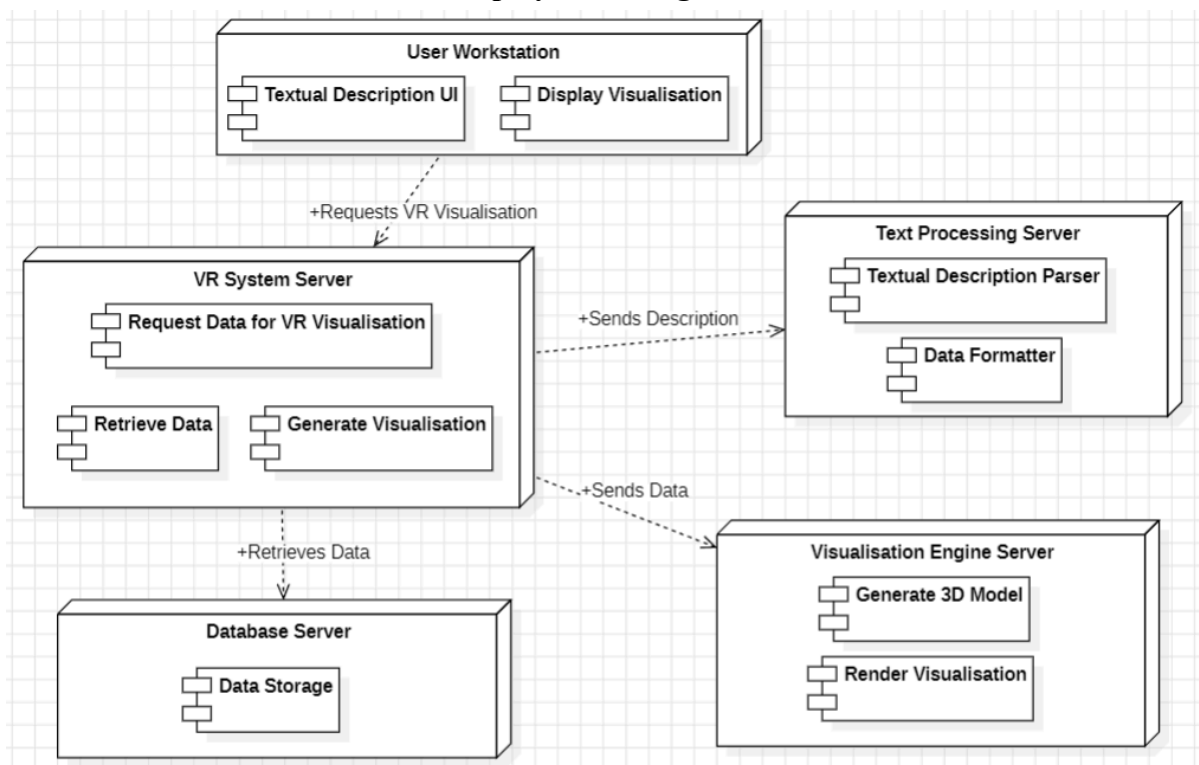 User Workstation
Textual Description UI
Display Visualisation
+Requests VR Visualisation
VR System Server
Request Data for VR Visualisation
Retrieve Data
Generate Visualisation
+Sends Description
Text Processing Server
Textual Description Parser
Data Formatter
+Sends Data
+Retrieves Data
Visualisation Engine Server
Generate 3D Model
Render Visualisation
Database Server
Data Storage